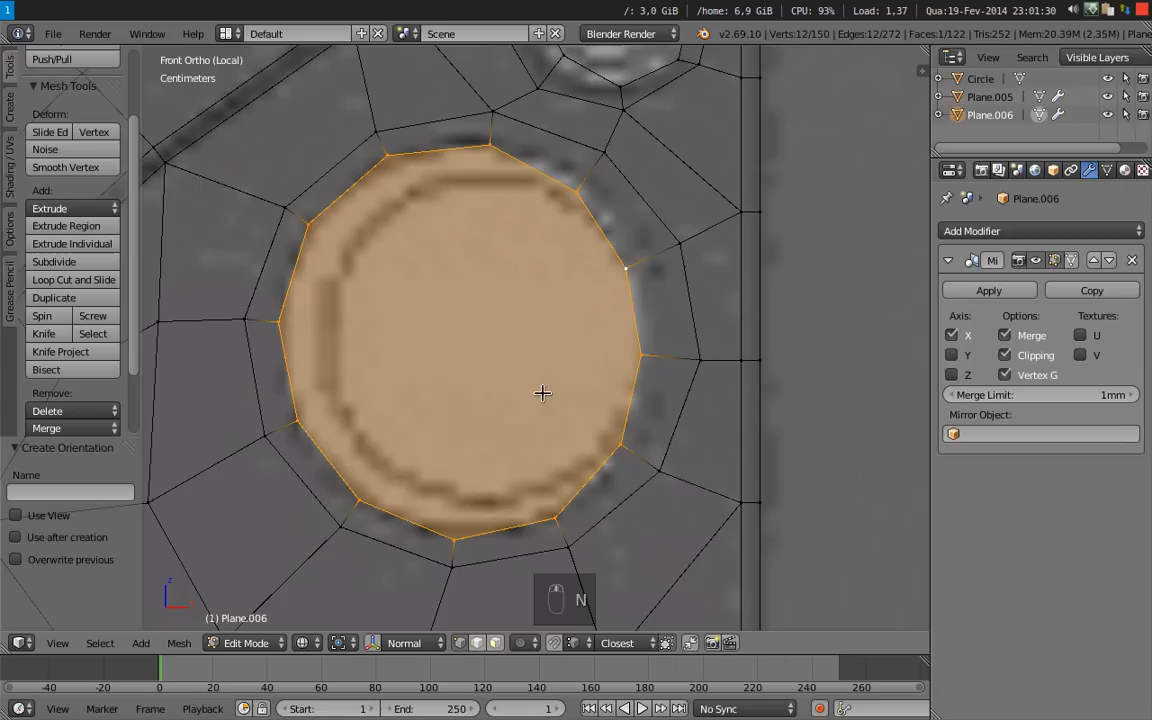 1 /: 3,0 GiB /home: 6,9 GiB CPU: 93% Load: 1,37 Qua:19-Fev-2014 23:01:30
File Render Window Help Default Scene Blender Render v2.69.10 | Verts:12/150 | Edges:12/272 | Faces:1/122 | Tris:252 | Mem:20.39M (2.35M) | Plane
Tools
Create
Shading / UVs
Options
Grease Pencil
Push/Pull
Mesh Tools
Deform:
Slide Ed Vertex
Noise
Smooth Vertex
Add:
Extrude
Extrude Region
Extrude Individual
Subdivide
Loop Cut and Slide
Duplicate
Spin Screw
Knife Select
Knife Project
Bisect
Remove:
Delete
Merge
Create Orientation
Name
Use View
Use after creation
Overwrite previous
Front Ortho (Local)
Centimeters
z
N
(1) Plane.006
View Search Visible Layers
Circle
Plane.005
Plane.006
Plane.006
Add Modifier
Mi
Apply Copy
Axis: Options: Textures:
X Merge U
Y Clipping V
Z Vertex G
Merge Limit: 1mm
Mirror Object:
View Select Add Mesh Edit Mode Normal Closest
-40 -20 0 20 40 60 80 100 120 140 160 180 200 220 240 260
View Marker Frame Playback Start: 1 End: 250 1 No Sync